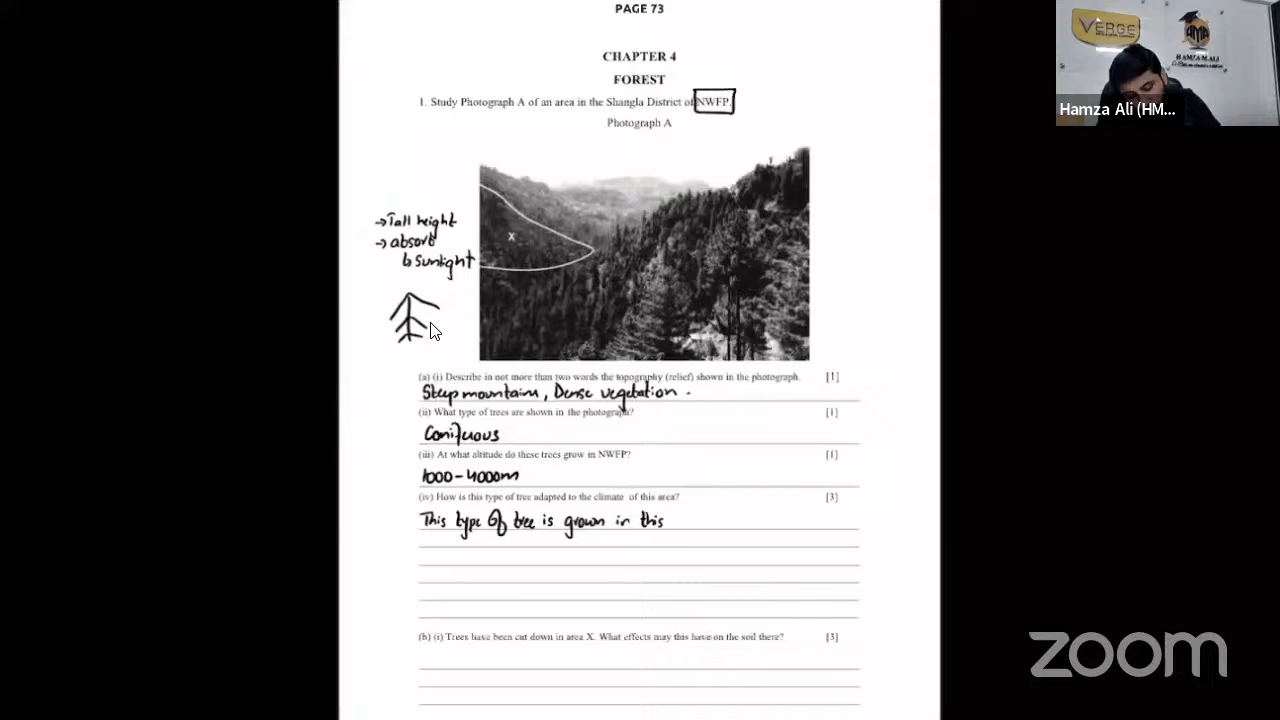 PAGE 73
CHAPTER 4
FOREST
1. Study Photograph A of an area in the Shangla District of NWFP.
Photograph A
→Tall height
→ absorb
↳ Sunlight
X
(a) (i) Describe in not more than two words the topography (relief) shown in the photograph. [1]
Steep mountains, Dense vegetation .
(ii) What type of trees are shown in the photograph? [1]
Coniferous
(iii) At what altitude do these trees grow in NWFP? [1]
1000-4000m
(iv) How is this type of tree adapted to the climate of this area? [3]
This type of tree is grown in this
(b) (i) Trees have been cut down in area X. What effects may this have on the soil there? [3]
VERGE
HMA
HAMZA M.ALI
Hamza Ali (HM...
zoom